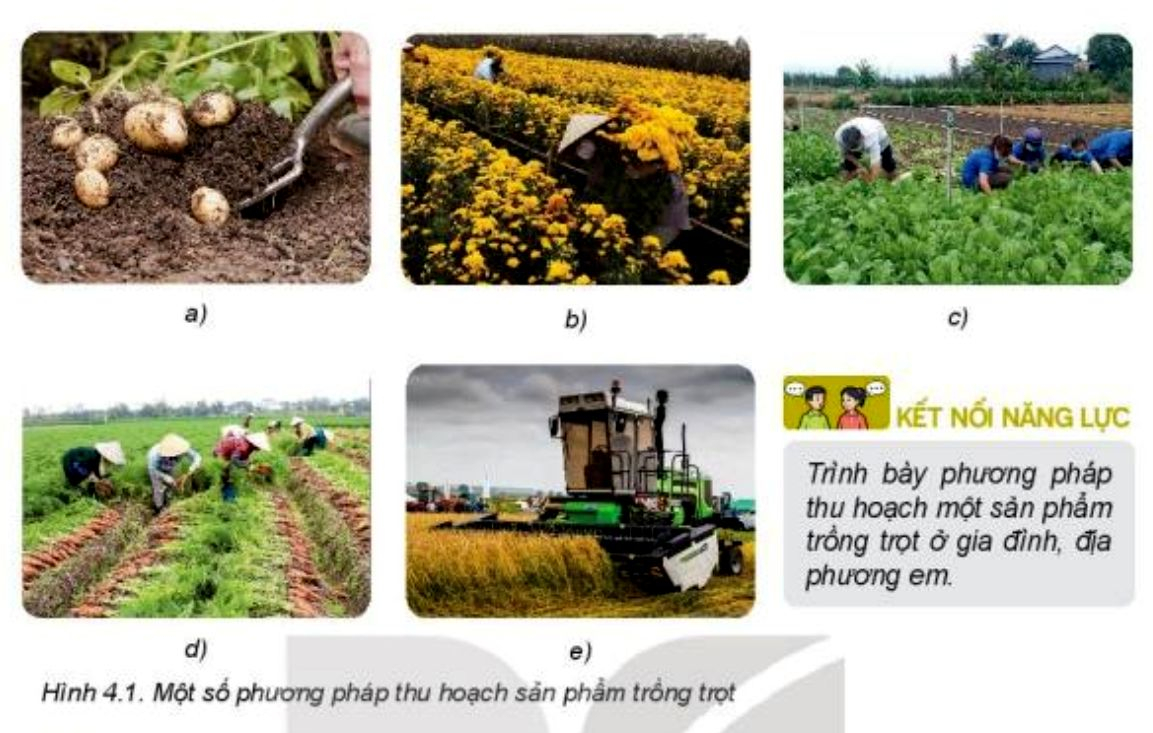 a)
b)
c)
KẾT NỐI NĂNG LỰC
Trình bày phương pháp
thu hoạch một sản phẩm
trồng trọt ở gia đình, địa
phương em.
d)
e)
Hình 4.1. Một số phương pháp thu hoạch sản phẩm trồng trọt